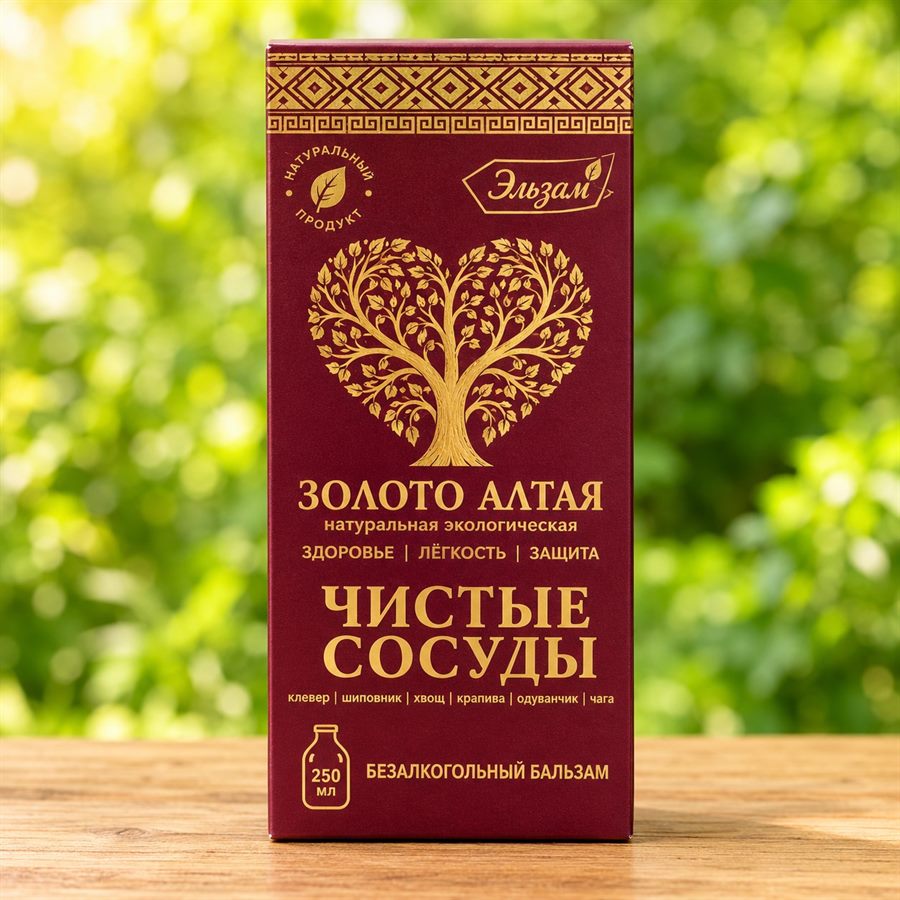 НАТУРАЛЬНЫЙ
ПРОДУКТ
Эльзам
ЗОЛОТО АЛТАЯ
натуральная экологическая
ЗДОРОВЬЕ | ЛЁГКОСТЬ | ЗАЩИТА
ЧИСТЫЕ
СОСУДЫ
клевер | шиповник | хвощ | крапива | одуванчик | чага
250
МЛ
БЕЗАЛКОГОЛЬНЫЙ БАЛЬЗАМ